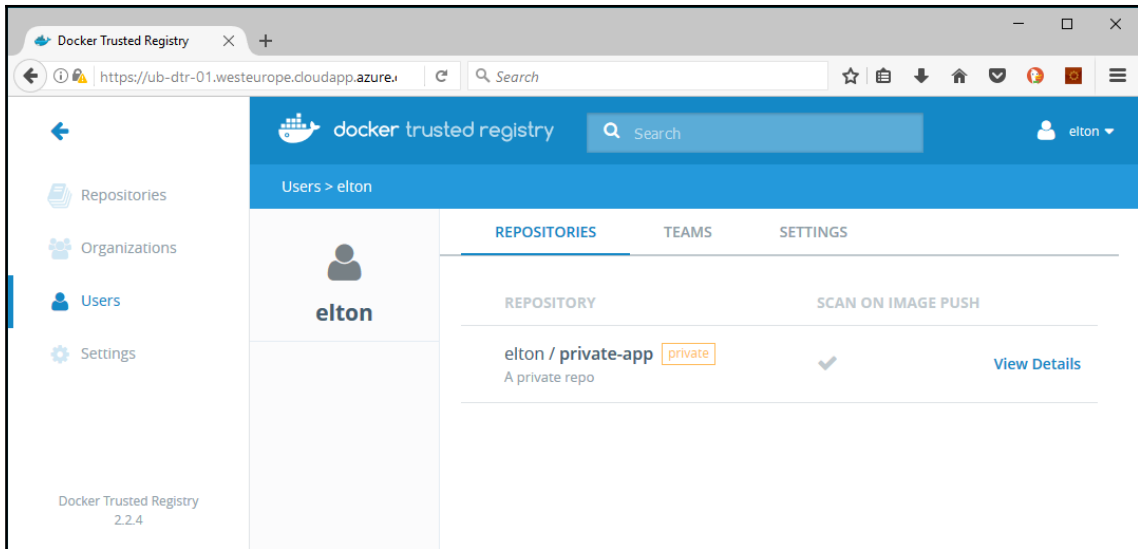 Docker Trusted Registry
https://ub-dtr-01.westeurope.cloudapp.azure.
Search
docker trusted registry
Search
elton
Users > elton
Repositories
Organizations
Users
Settings
Docker Trusted Registry
2.2.4
elton
REPOSITORIES TEAMS SETTINGS
REPOSITORY SCAN ON IMAGE PUSH
elton / private-app private
A private repo
View Details